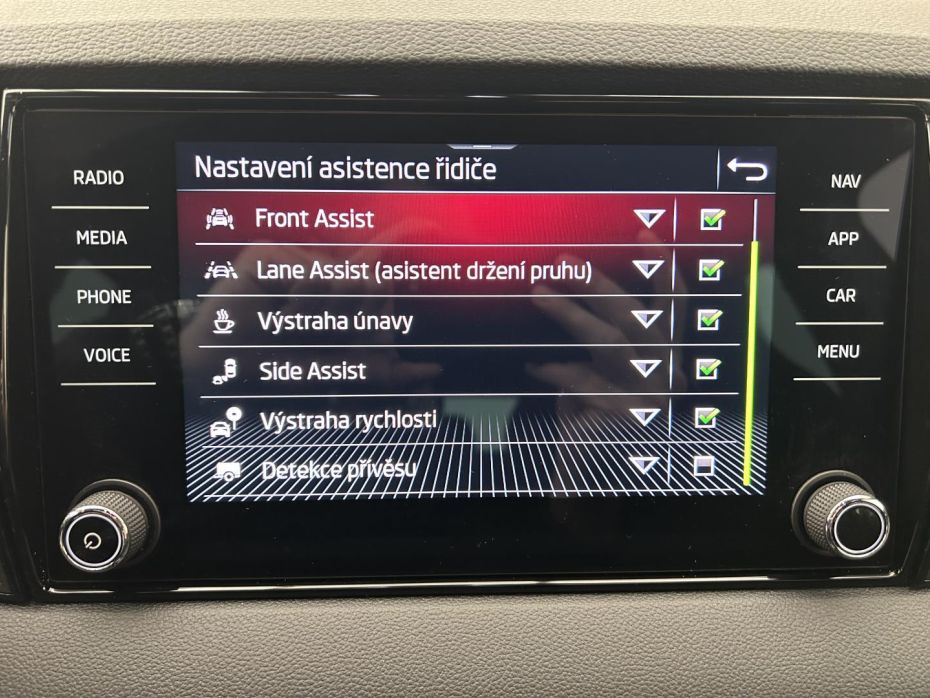 Nastavení asistence řidiče
RADIO
MEDIA
PHONE
VOICE
Front Assist
Lane Assist (asistent držení pruhu)
Výstraha únavy
Side Assist
Výstraha rychlosti
Detekce přívěsu
NAV
APP
CAR
MENU